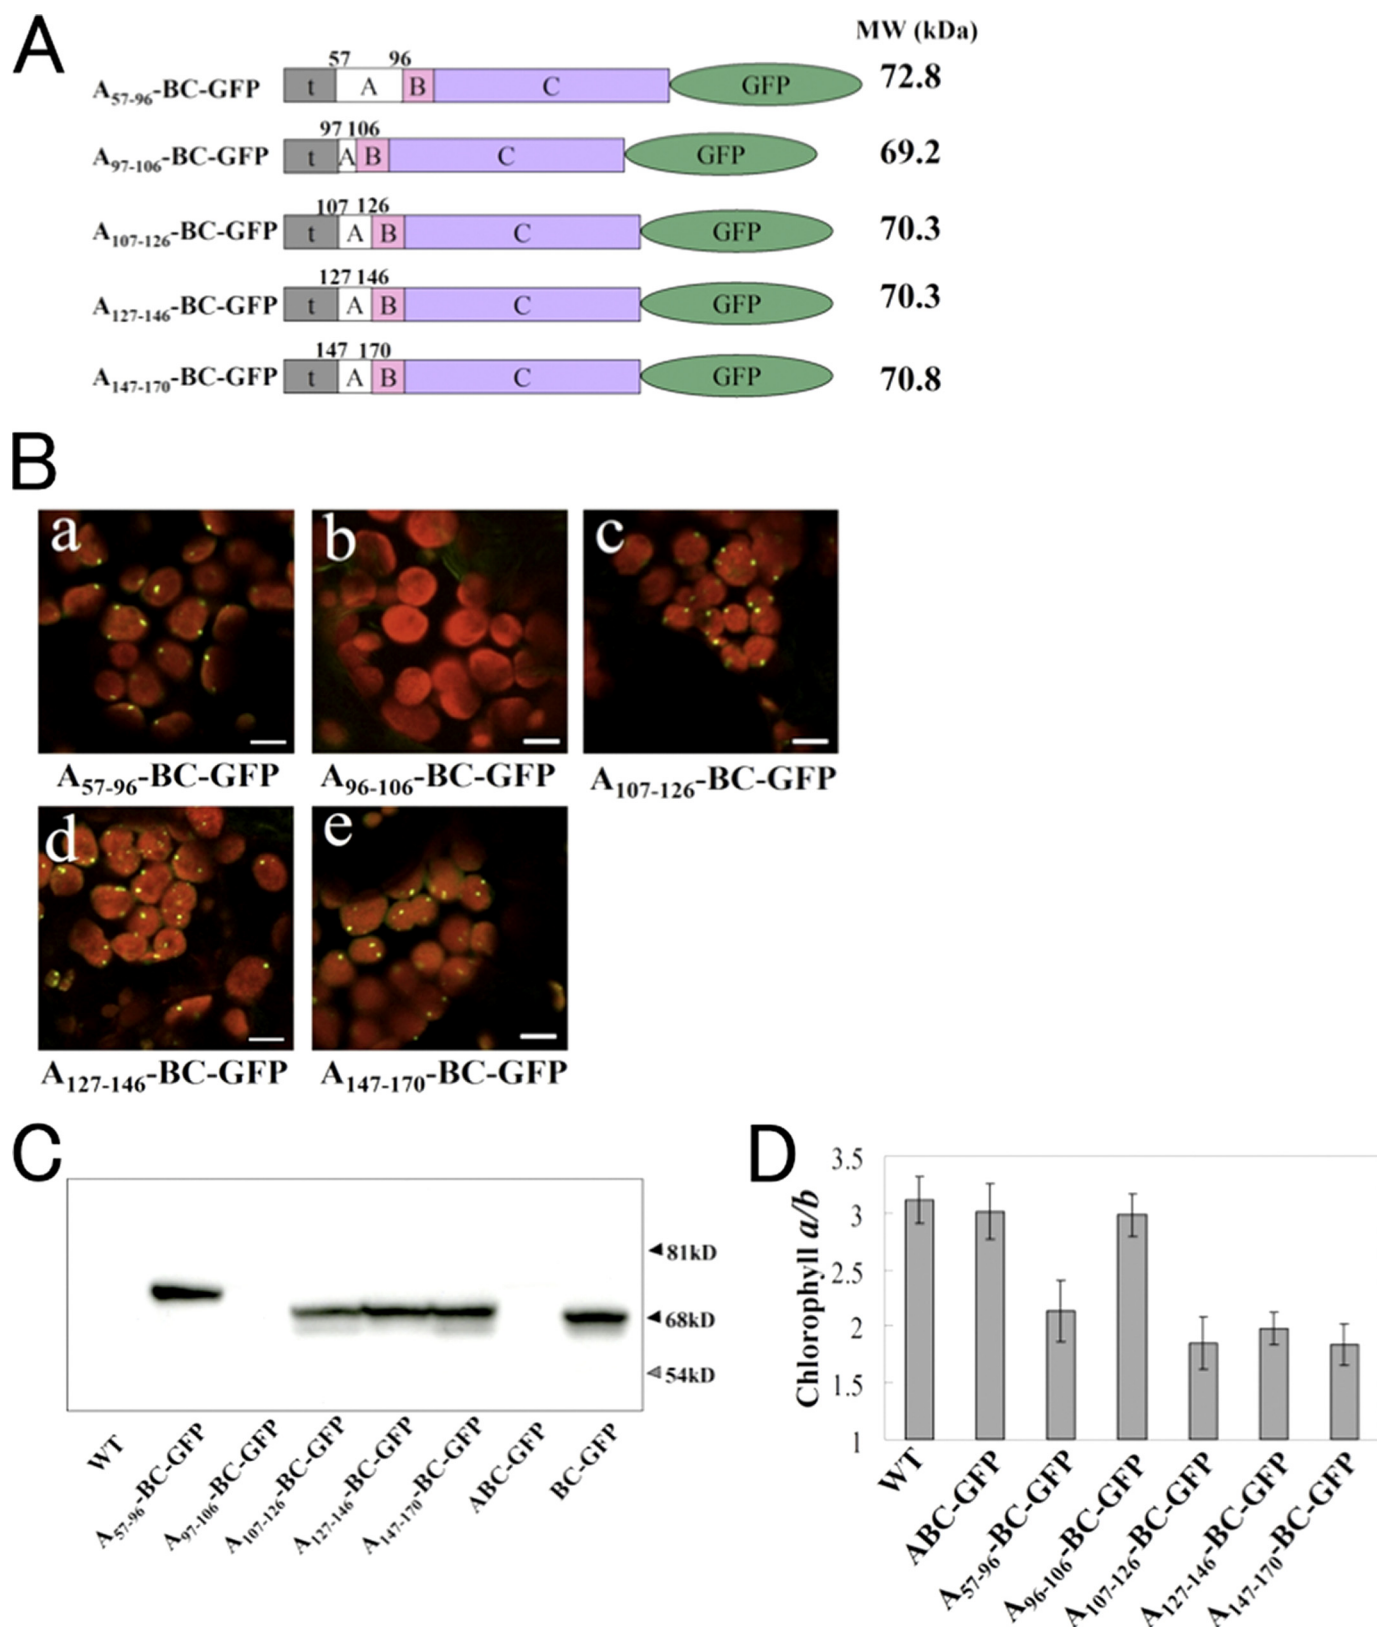 A
MW (kDa)
57 96
A57-96-BC-GFP t A B C GFP 72.8
97 106
A97-106-BC-GFP t A B C GFP 69.2
107 126
A107-126-BC-GFP t A B C GFP 70.3
127 146
A127-146-BC-GFP t A B C GFP 70.3
147 170
A147-170-BC-GFP t A B C GFP 70.8
B
a b c
A57-96-BC-GFP A96-106-BC-GFP A107-126-BC-GFP
d e
A127-146-BC-GFP A147-170-BC-GFP
C
81kD
68kD
54kD
WT
A57-96-BC-GFP
A97-106-BC-GFP
A107-126-BC-GFP
A127-146-BC-GFP
A147-170-BC-GFP
ABC-GFP
BC-GFP
D
Chlorophyll a/b
3.5
3
2.5
2
1.5
1
WT
ABC-GFP
A57-96-BC-GFP
A96-106-BC-GFP
A107-126-BC-GFP
A127-146-BC-GFP
A147-170-BC-GFP